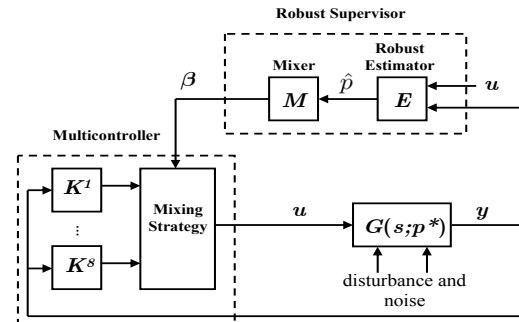 Robust Supervisor
Robust
Estimator
Mixer
β
M
p̂
E
u
Multicontroller
K¹
⋮
K⁸
Mixing
Strategy
u
G(s;p*)
y
disturbance and
noise